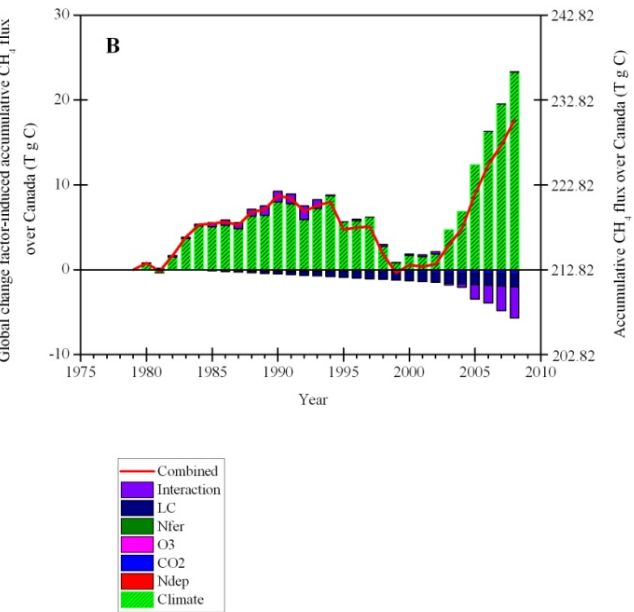 Global change factor-induced accumulative CH4 flux
over Canada (T g C)
B
30
20
10
0
-10
242.82
232.82
222.82
212.82
202.82
Accumulative CH4 flux over Canada (T g C)
1975 1980 1985 1990 1995 2000 2005 2010
Year
Combined
Interaction
LC
Nfer
O3
CO2
Ndep
Climate